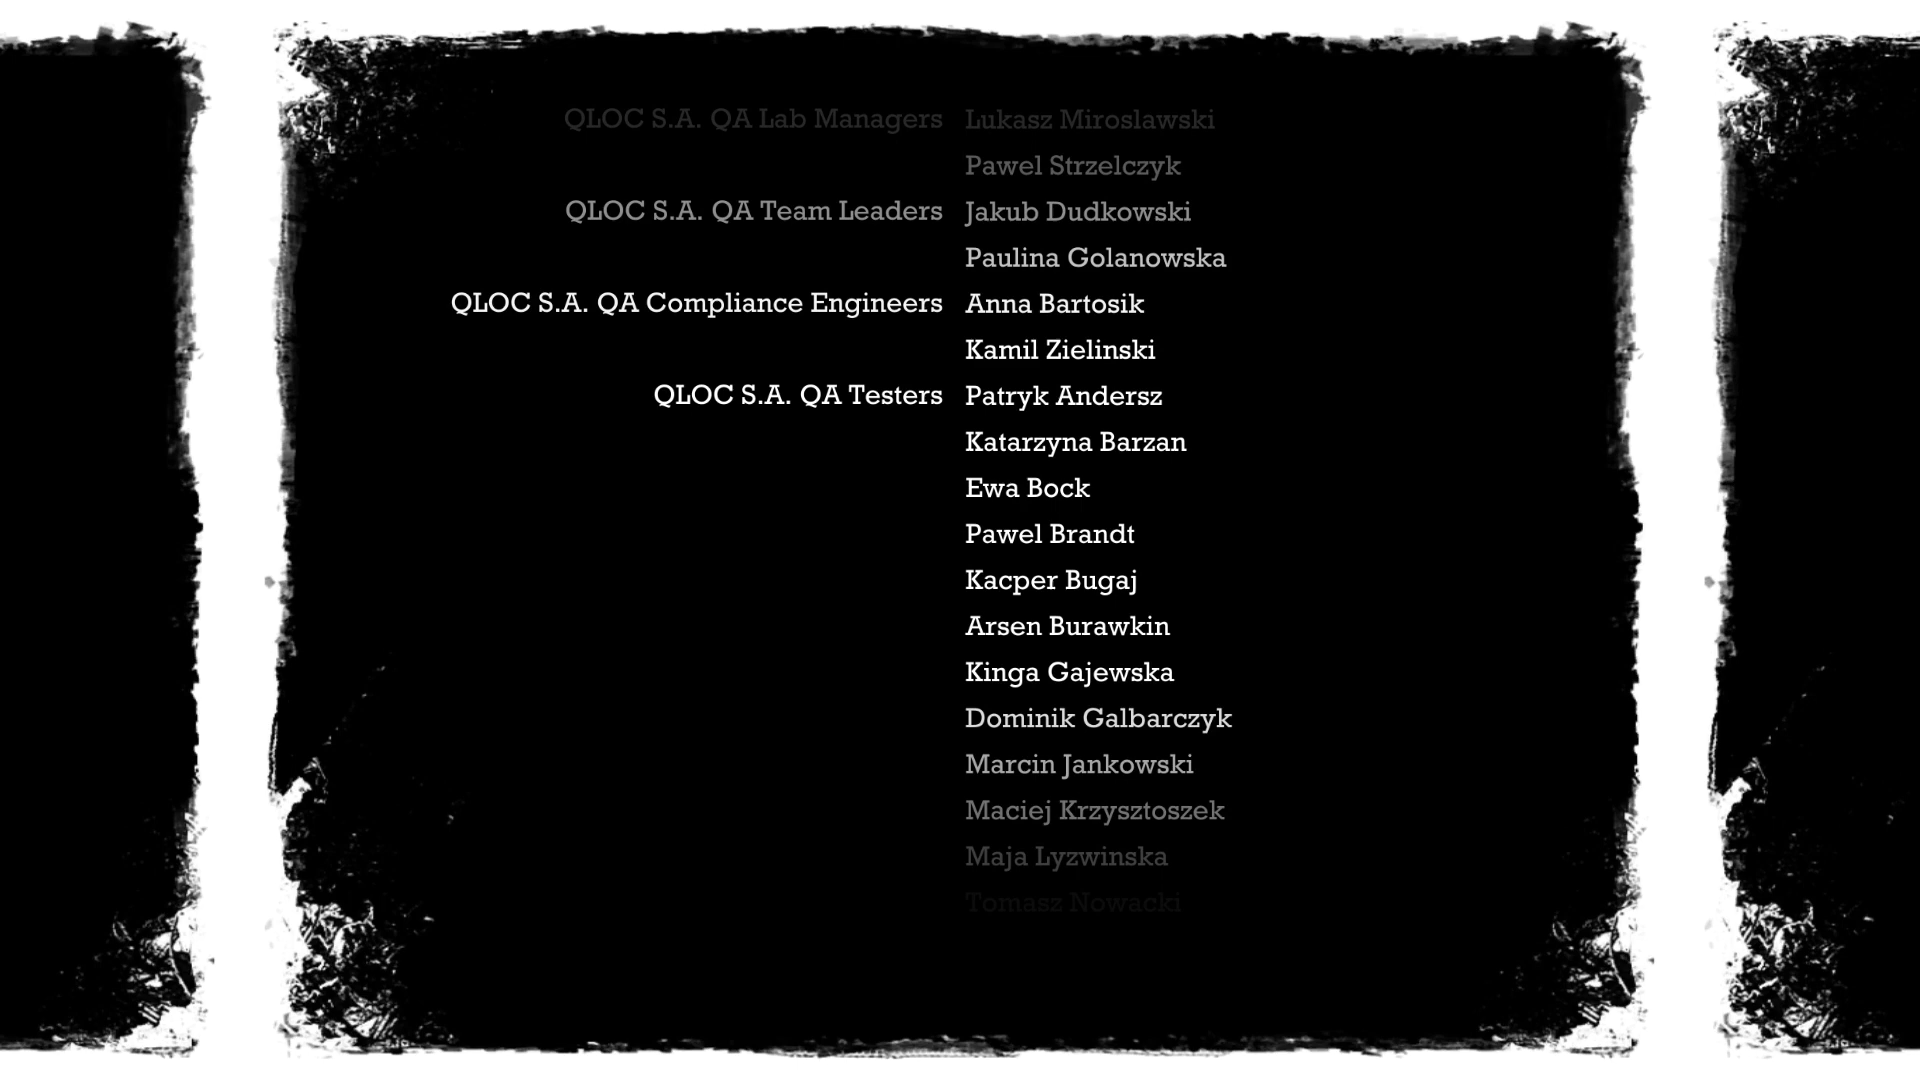 QLOC S.A. QA Lab Managers Lukasz Miroslawski
Pawel Strzelczyk
QLOC S.A. QA Team Leaders Jakub Dudkowski
Paulina Golanowska
QLOC S.A. QA Compliance Engineers Anna Bartosik
Kamil Zielinski
QLOC S.A. QA Testers Patryk Andersz
Katarzyna Barzan
Ewa Bock
Pawel Brandt
Kacper Bugaj
Arsen Burawkin
Kinga Gajewska
Dominik Galbarczyk
Marcin Jankowski
Maciej Krzysztoszek
Maja Lyzwinska
Tomasz Nowacki